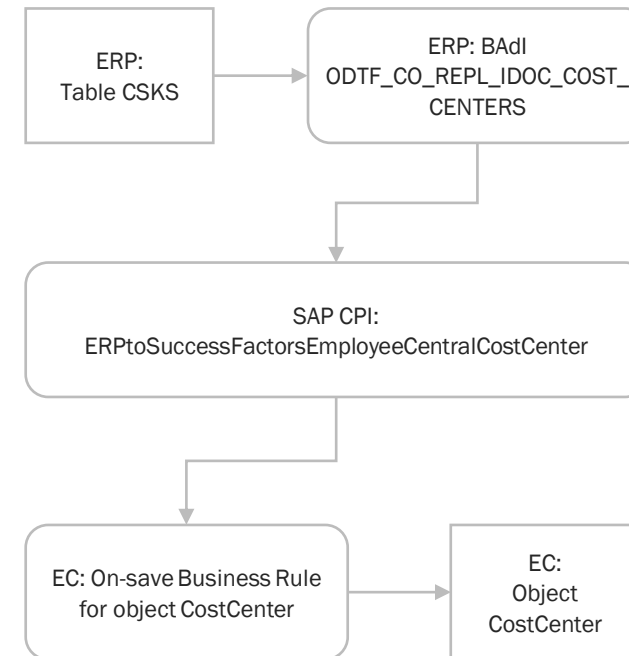 ERP:
Table CSKS
ERP: BAdI
ODTF_CO_REPL_IDOC_COST_
CENTERS
SAP CPI:
ERPtoSuccessFactorsEmployeeCentralCostCenter
EC: On-save Business Rule
for object CostCenter
EC:
Object
CostCenter